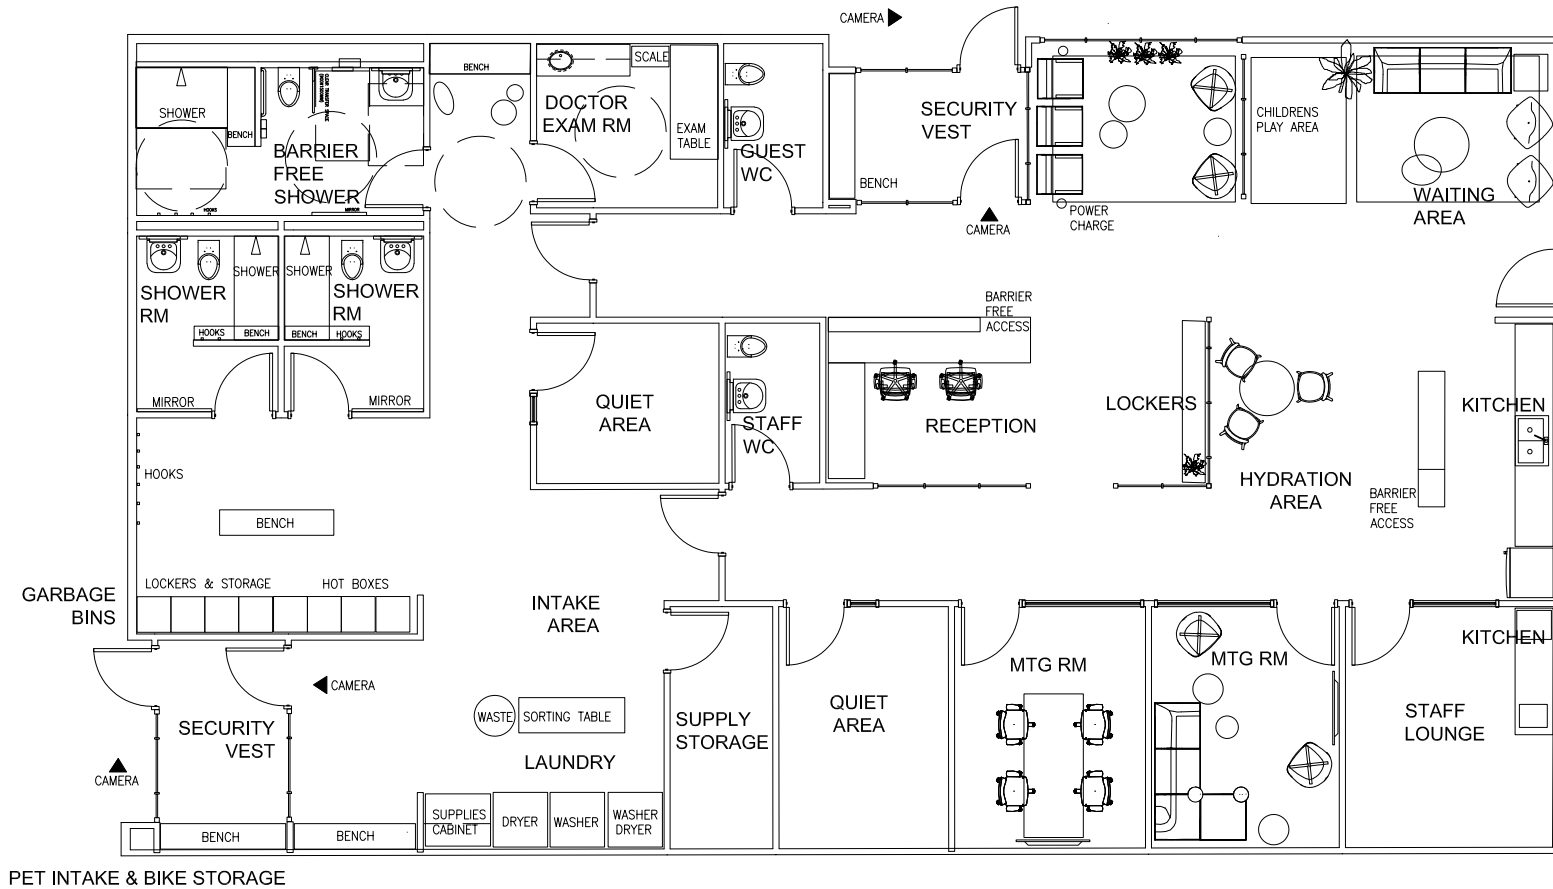 CAMERA
BENCH
SCALE
DOCTOR
EXAM RM
EXAM
TABLE
SHOWER
BENCH
BARRIER
FREE
SHOWER
HOOKS
MIRROR
GUEST
WC
SECURITY
VEST
BENCH
CAMERA
POWER
CHARGE
CHILDRENS
PLAY AREA
WAITING
AREA
SHOWER
SHOWER
SHOWER
RM
SHOWER
RM
HOOKS
BENCH
BENCH
HOOKS
MIRROR
MIRROR
BARRIER
FREE
ACCESS
QUIET
AREA
STAFF
WC
RECEPTION
LOCKERS
KITCHEN
HOOKS
HYDRATION
AREA
BARRIER
FREE
ACCESS
BENCH
LOCKERS & STORAGE
HOT BOXES
GARBAGE
BINS
INTAKE
AREA
KITCHEN
MTG RM
MTG RM
CAMERA
SECURITY
VEST
CAMERA
WASTE
SORTING TABLE
LAUNDRY
SUPPLY
STORAGE
QUIET
AREA
STAFF
LOUNGE
SUPPLIES
CABINET
DRYER
WASHER
WASHER
DRYER
BENCH
BENCH
PET INTAKE & BIKE STORAGE